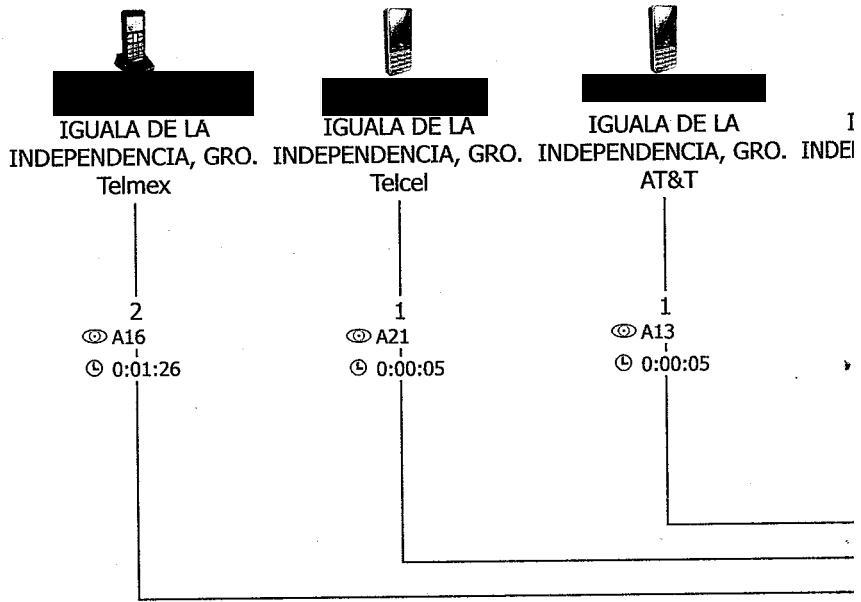 IGUALA DE LA
INDEPENDENCIA, GRO.
Telmex
2
A16
0:01:26
IGUALA DE LA
INDEPENDENCIA, GRO.
Telcel
1
A21
0:00:05
IGUALA DE LA
INDEPENDENCIA, GRO.
AT&T
1
A13
0:00:05
I
INDE